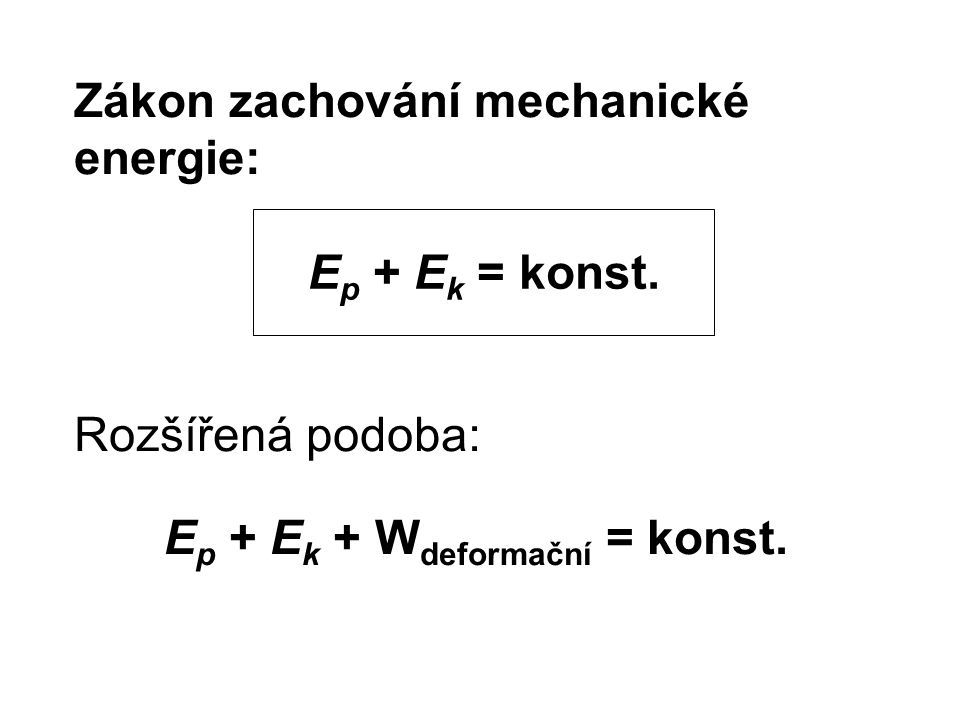 Zákon zachování mechanické
energie:
Ep + Ek = konst.
Rozšířená podoba:
Ep + Ek + Wdeformační = konst.